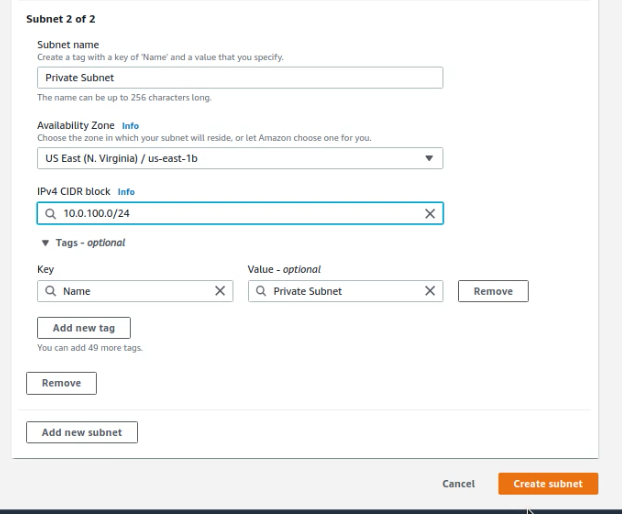 Subnet 2 of 2
Subnet name
Create a tag with a key of 'Name' and a value that you specify.
Private Subnet
The name can be up to 256 characters long.
Availability Zone Info
Choose the zone in which your subnet will reside, or let Amazon choose one for you.
US East (N. Virginia) / us-east-1b
IPv4 CIDR block Info
10.0.100.0/24
Tags - optional
Key Value - optional
Name Private Subnet Remove
Add new tag
You can add 49 more tags.
Remove
Add new subnet
Cancel Create subnet